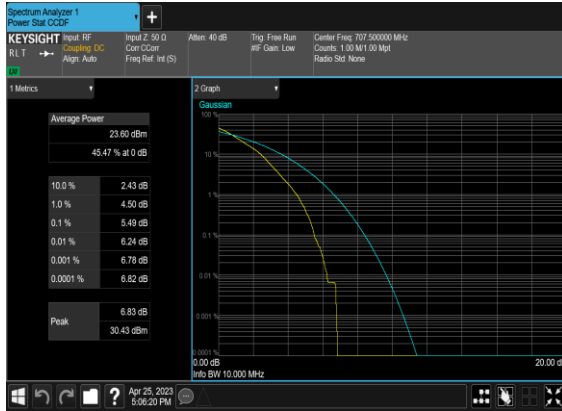 Spectrum Analyzer 1
Power Stat CCDF
+
KEYSIGHT
RLT
LXI
Input: RF
Coupling: DC
Align: Auto
Input Z: 50 Ω
Corr CCorr
Freq Ref: Int (S)
Atten: 40 dB
Trig: Free Run
#IF Gain: Low
Center Freq: 707.500000 MHz
Counts: 1.00 M/1.00 Mpt
Radio Std: None
1 Metrics
Average Power
23.60 dBm
45.47 % at 0 dB
10.0 % 2.43 dB
1.0 % 4.50 dB
0.1 % 5.49 dB
0.01 % 6.24 dB
0.001 % 6.78 dB
0.0001 % 6.82 dB
Peak
6.83 dB
30.43 dBm
2 Graph
Gaussian
100 %
10 %
1 %
0.1 %
0.01 %
0.001 %
0.0001 %
0.00 dB
20.00 d
Info BW 10.000 MHz
?
Apr 25, 2023
5:06:20 PM